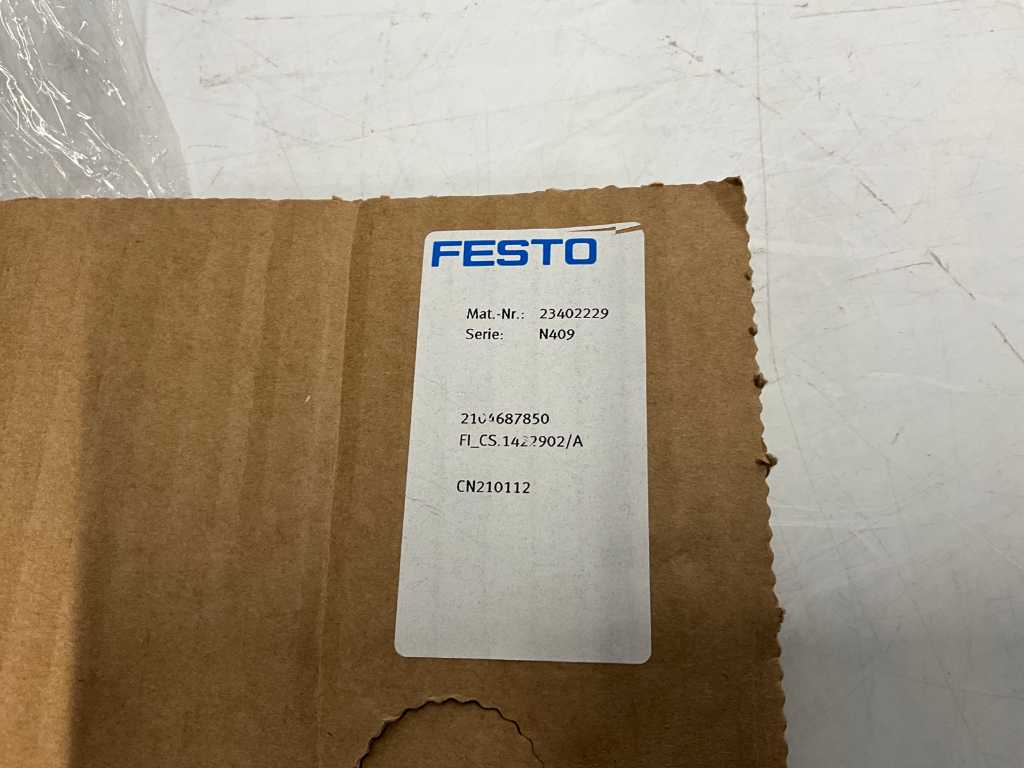 FESTO
Mat.-Nr.: 23402229
Serie: N409
2104687850
FI_CS.1422902/A
CN210112